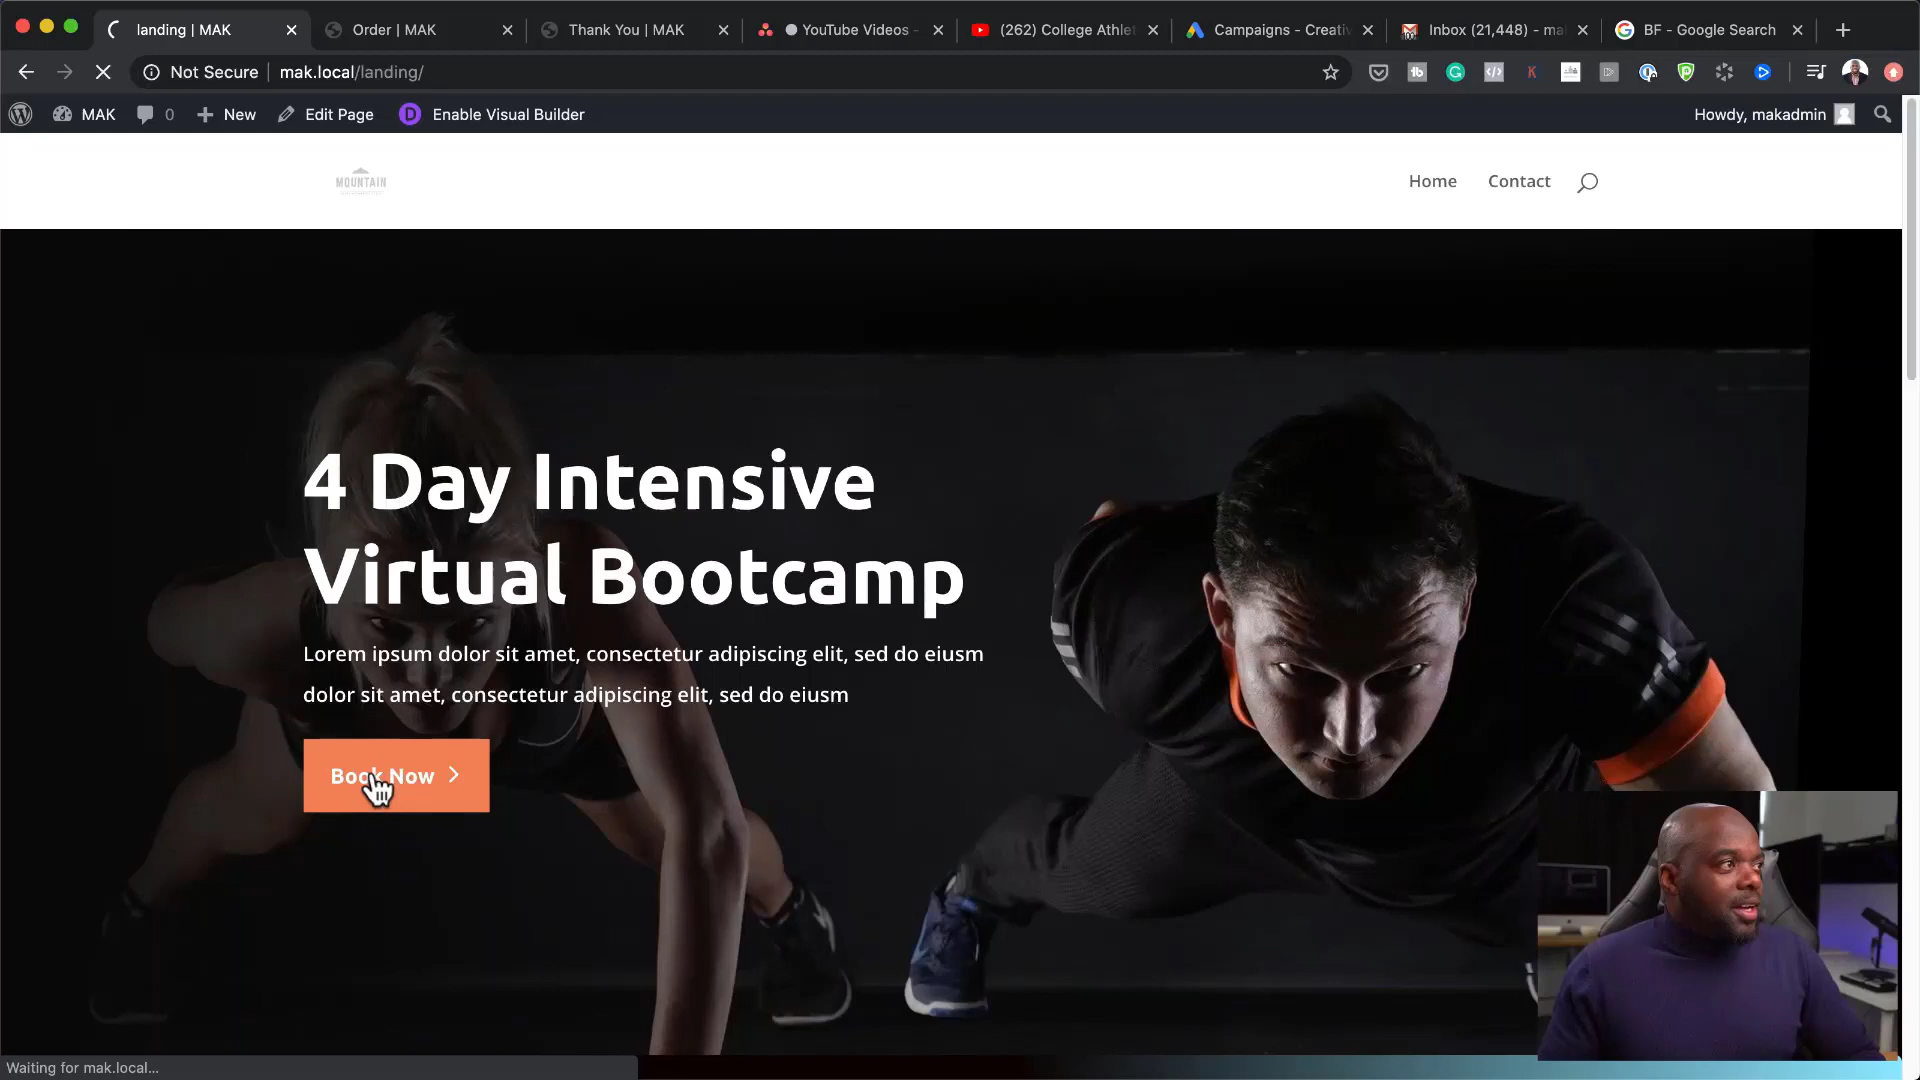 landing | MAK
Order | MAK
Thank You | MAK
YouTube Videos -
(262) College Athlet
Campaigns - Creativ
Inbox (21,448) - ma
BF - Google Search
Not Secure
mak.local/landing/
MAK
0
New
Edit Page
Enable Visual Builder
Howdy, makadmin
MOUNTAIN
Home
Contact
4 Day Intensive
Virtual Bootcamp
Lorem ipsum dolor sit amet, consectetur adipiscing elit, sed do eiusm
dolor sit amet, consectetur adipiscing elit, sed do eiusm
Book Now
Waiting for mak.local...